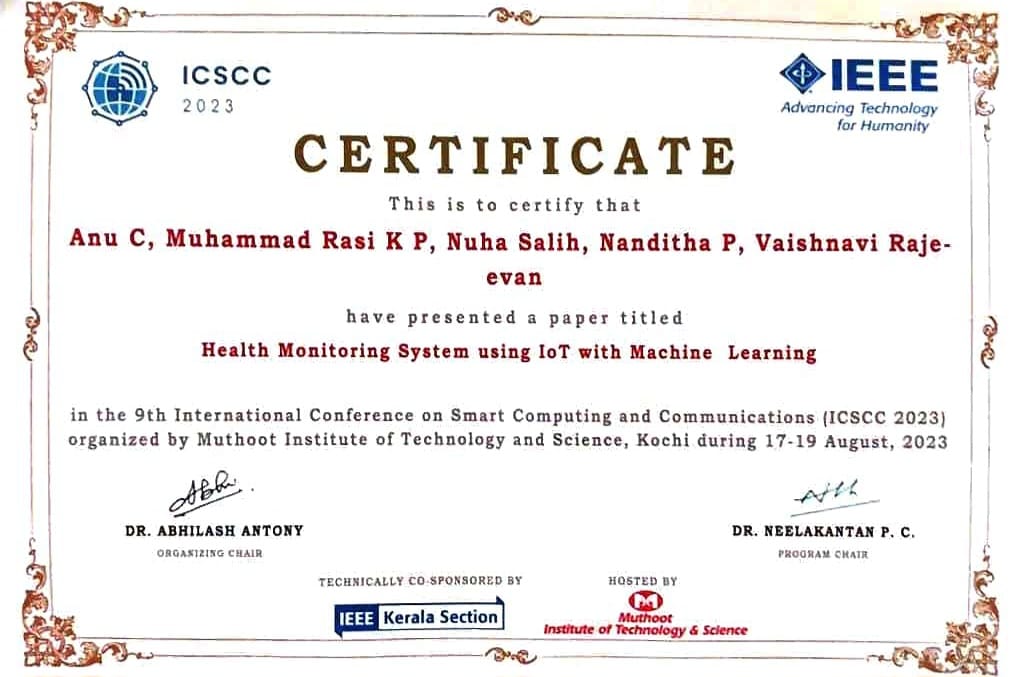 ICSCC
2023
IEEE
Advancing Technology
for Humanity
CERTIFICATE
This is to certify that
Anu C, Muhammad Rasi K P, Nuha Salih, Nanditha P, Vaishnavi Raje-
evan
have presented a paper titled
Health Monitoring System using IoT with Machine Learning
in the 9th International Conference on Smart Computing and Communications (ICSCC 2023)
organized by Muthoot Institute of Technology and Science, Kochi during 17-19 August, 2023
DR. ABHILASH ANTONY
ORGANIZING CHAIR
DR. NEELAKANTAN P. C.
PROGRAM CHAIR
TECHNICALLY CO-SPONSORED BY
IEEE Kerala Section
HOSTED BY
Muthoot
Institute of Technology & Science